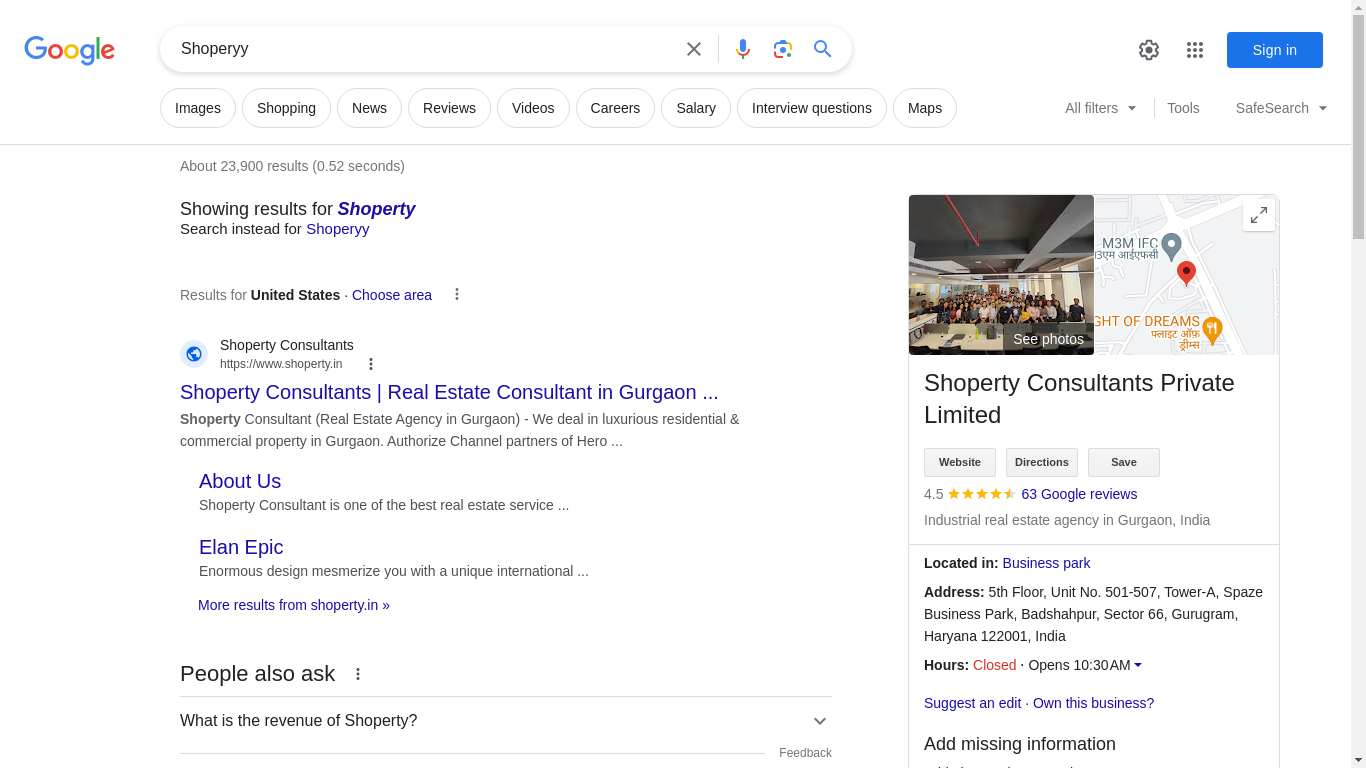 Google
Shoperyy
Sign in
Images
Shopping
News
Reviews
Videos
Careers
Salary
Interview questions
Maps
All filters
Tools
SafeSearch
About 23,900 results (0.52 seconds)
Showing results for Shoperty
Search instead for Shoperyy
Results for United States · Choose area
Shoperty Consultants
https://www.shoperty.in
Shoperty Consultants | Real Estate Consultant in Gurgaon ...
Shoperty Consultant (Real Estate Agency in Gurgaon) - We deal in luxurious residential &
commercial property in Gurgaon. Authorize Channel partners of Hero ...
About Us
Shoperty Consultant is one of the best real estate service ...
Elan Epic
Enormous design mesmerize you with a unique international ...
More results from shoperty.in »
People also ask
What is the revenue of Shoperty?
Feedback
See photos
M3M IFC
एम आईएफसी
GHT OF DREAMS
फ्लाइट ऑफ़
ड्रीम्स
Shoperty Consultants Private
Limited
Website
Directions
Save
4.5
63 Google reviews
Industrial real estate agency in Gurgaon, India
Located in: Business park
Address: 5th Floor, Unit No. 501-507, Tower-A, Spaze
Business Park, Badshahpur, Sector 66, Gurugram,
Haryana 122001, India
Hours: Closed · Opens 10:30 AM
Suggest an edit · Own this business?
Add missing information